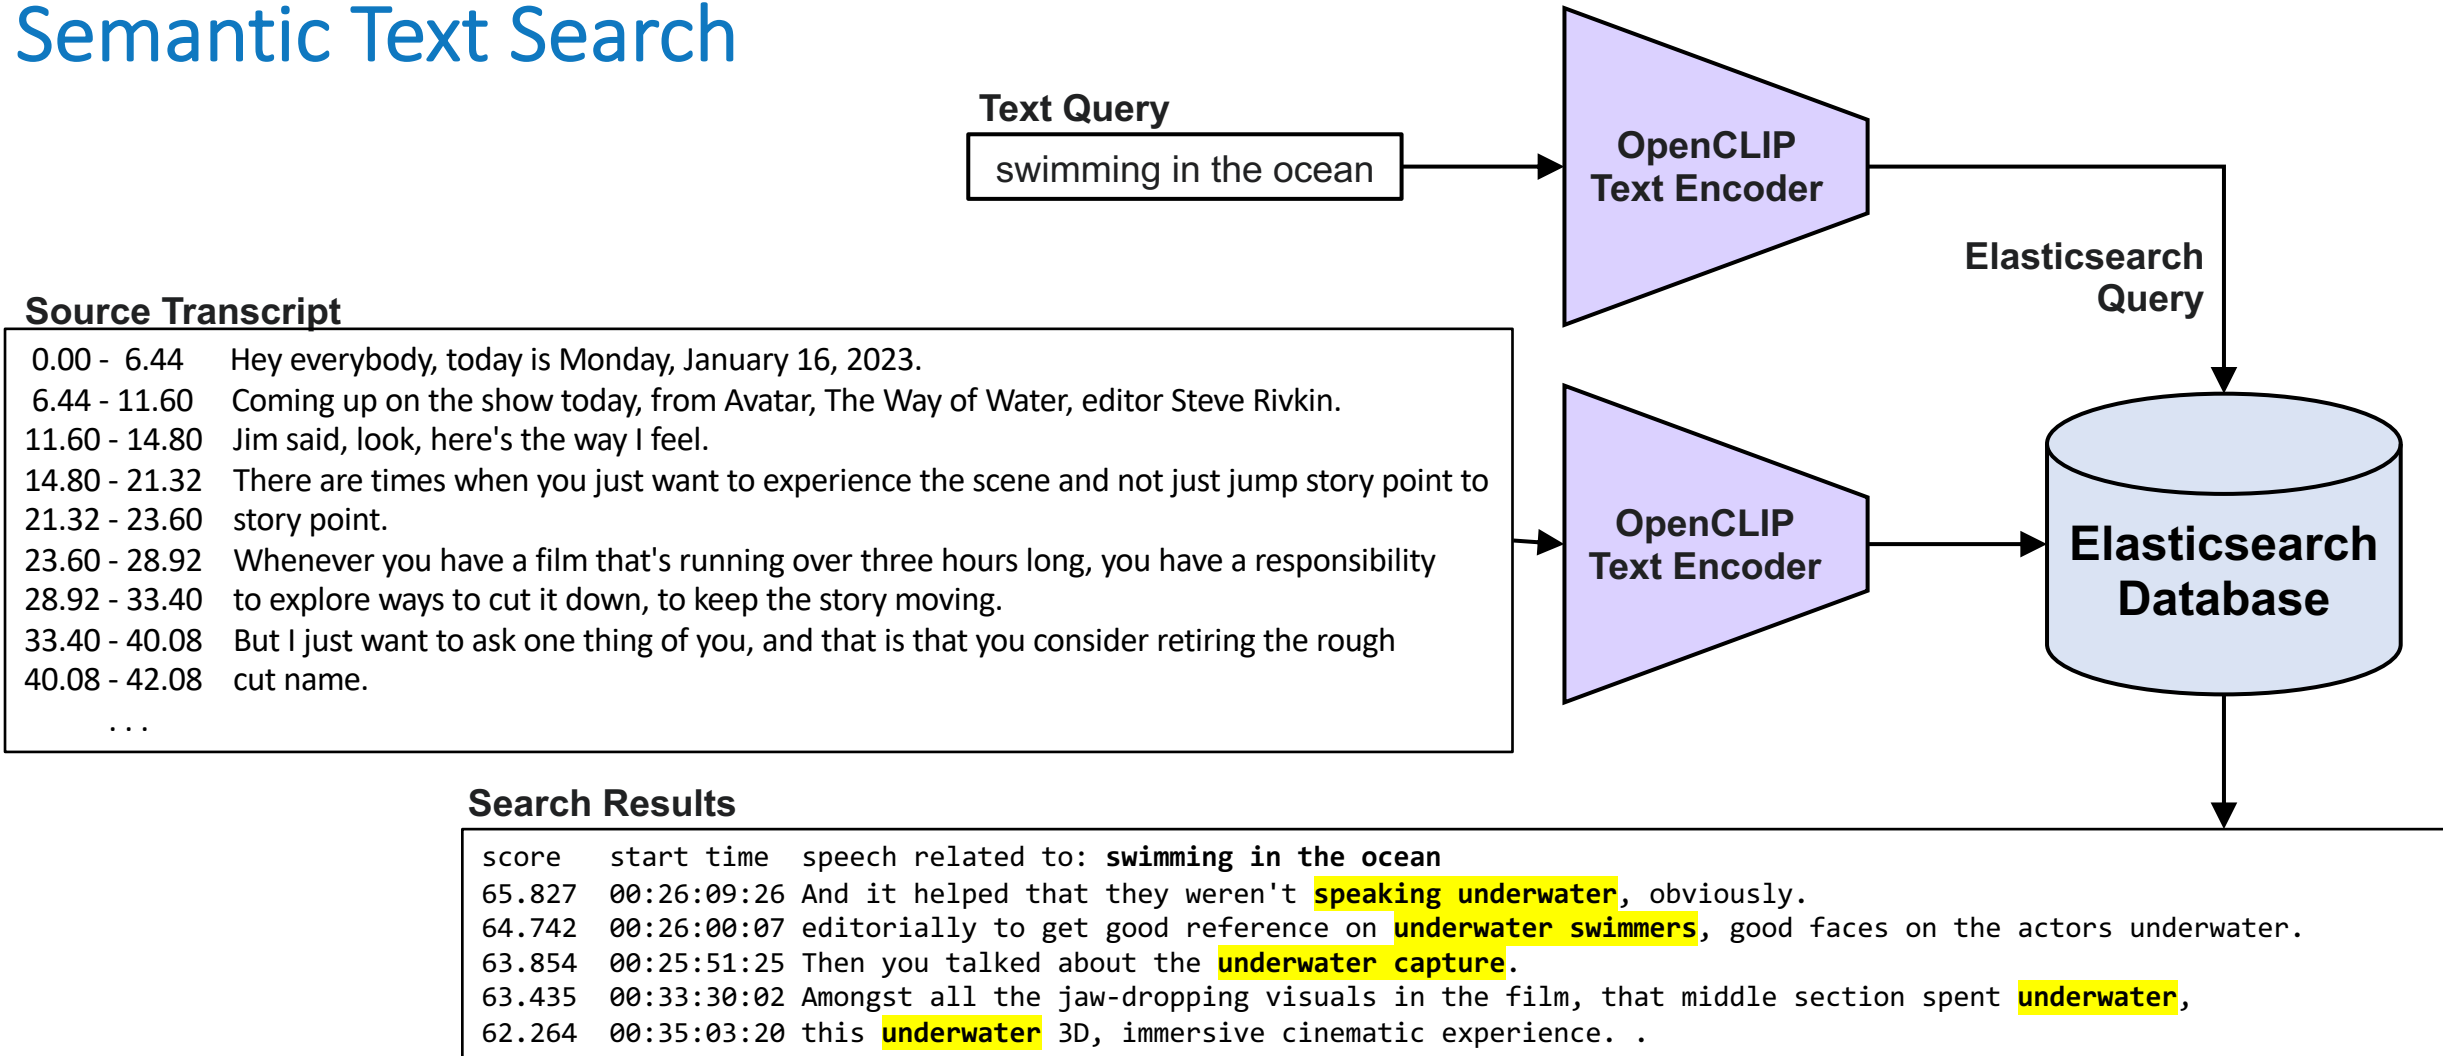 Semantic Text Search
Text Query
swimming in the ocean
OpenCLIP
Text Encoder
Elasticsearch
Query
Source Transcript
0.00 - 6.44 Hey everybody, today is Monday, January 16, 2023.
6.44 - 11.60 Coming up on the show today, from Avatar, The Way of Water, editor Steve Rivkin.
11.60 - 14.80 Jim said, look, here's the way I feel.
14.80 - 21.32 There are times when you just want to experience the scene and not just jump story point to
21.32 - 23.60 story point.
23.60 - 28.92 Whenever you have a film that's running over three hours long, you have a responsibility
28.92 - 33.40 to explore ways to cut it down, to keep the story moving.
33.40 - 40.08 But I just want to ask one thing of you, and that is that you consider retiring the rough
40.08 - 42.08 cut name.
. . .
OpenCLIP
Text Encoder
Elasticsearch
Database
Search Results
score start time speech related to: swimming in the ocean
65.827 00:26:09:26 And it helped that they weren't speaking underwater, obviously.
64.742 00:26:00:07 editorially to get good reference on underwater swimmers, good faces on the actors underwater.
63.854 00:25:51:25 Then you talked about the underwater capture.
63.435 00:33:30:02 Amongst all the jaw-dropping visuals in the film, that middle section spent underwater,
62.264 00:35:03:20 this underwater 3D, immersive cinematic experience. .